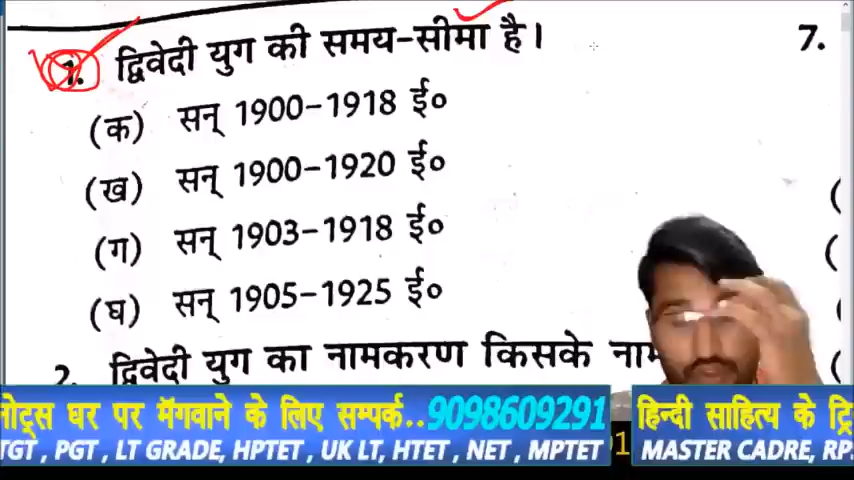 1. द्विवेदी युग की समय-सीमा है।
(क) सन् 1900-1918 ई०
(ख) सन् 1900-1920 ई०
(ग) सन् 1903-1918 ई०
(घ) सन् 1905-1925 ई०
2. द्विवेदी युग का नामकरण किसके नाम
7.
नोट्स घर पर मॅगवाने के लिए सम्पर्क..9098609291
हिन्दी साहित्य के
TGT , PGT , LT GRADE, HPTET , UK LT, HTET , NET , MPTET
MASTER CADRE,